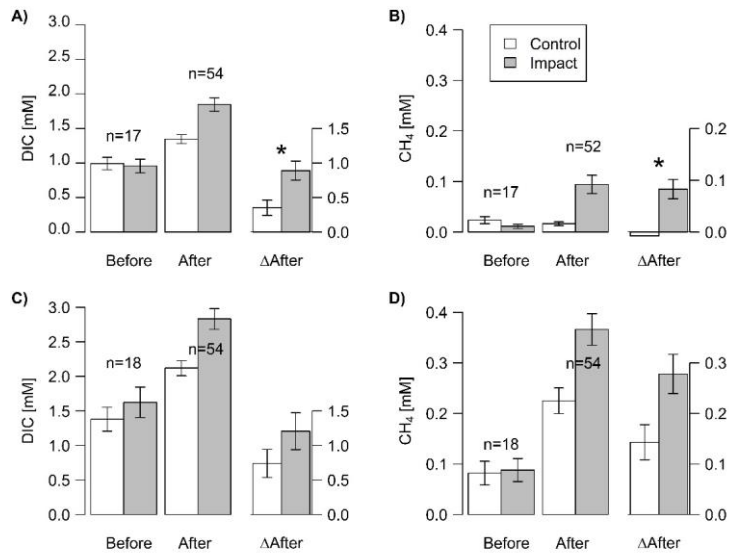 A)
DIC [mM]
3.0
2.5
2.0
1.5
1.0
0.5
0.0
n=17
n=54
*
1.5
1.0
0.5
0.0
Before After ΔAfter
B)
CH₄ [mM]
0.4
0.3
0.2
0.1
0.0
Control
Impact
n=17
n=52
*
0.2
0.1
0.0
Before After ΔAfter
C)
DIC [mM]
3.0
2.5
2.0
1.5
1.0
0.5
0.0
n=18
n=54
1.5
1.0
0.5
0.0
Before After ΔAfter
D)
CH₄ [mM]
0.4
0.3
0.2
0.1
0.0
n=18
n=54
0.3
0.2
0.1
0.0
Before After ΔAfter